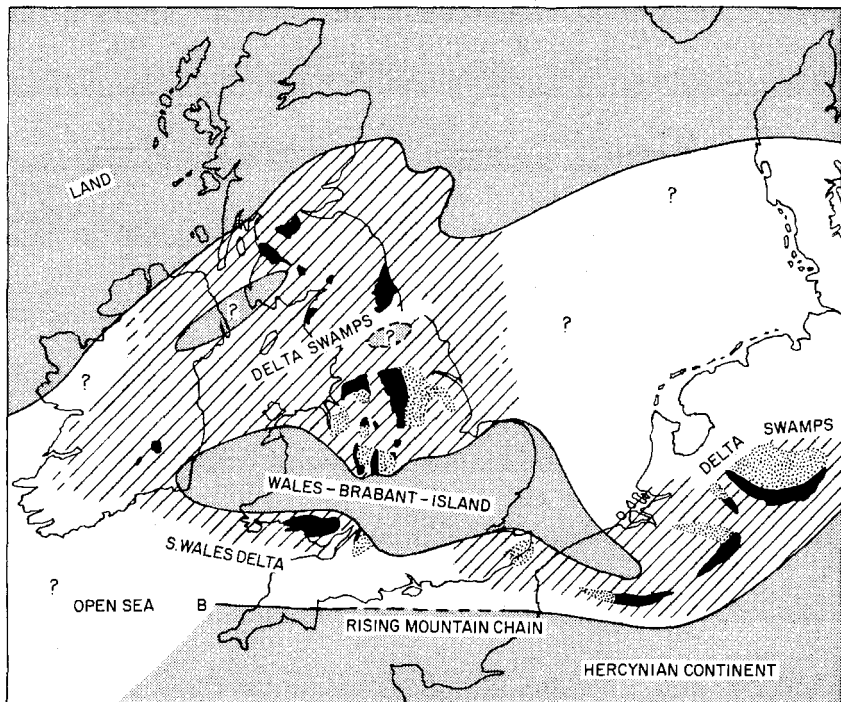 LAND
?
?
?
DELTA SWAMPS
?
?
?
DELTA SWAMPS
WALES – BRABANT – ISLAND
S. WALES DELTA
?
OPEN SEA B
RISING MOUNTAIN CHAIN
HERCYNIAN CONTINENT